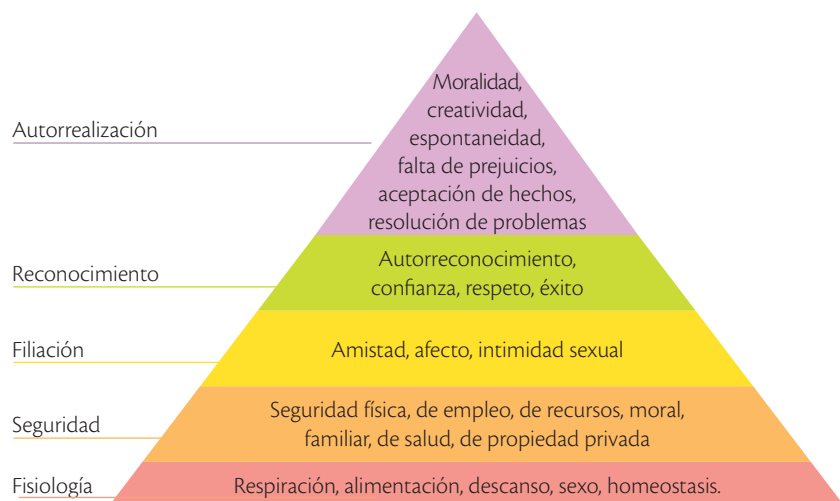 Autorrealización
Moralidad,
creatividad,
espontaneidad,
falta de prejuicios,
aceptación de hechos,
resolución de problemas
Reconocimiento
Autorreconocimiento,
confianza, respeto, éxito
Filiación
Amistad, afecto, intimidad sexual
Seguridad
Seguridad física, de empleo, de recursos, moral,
familiar, de salud, de propiedad privada
Fisiología
Respiración, alimentación, descanso, sexo, homeostasis.